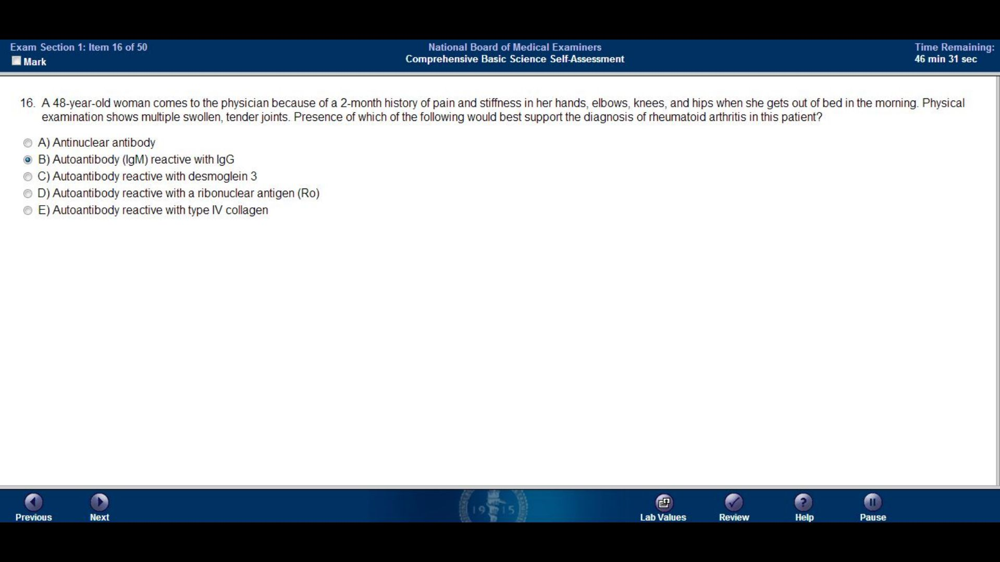 Exam Section 1: Item 16 of 50
National Board of Medical Examiners
Time Remaining:
Mark
Comprehensive Basic Science Self-Assessment
46 min 31 sec
16. A 48-year-old woman comes to the physician because of a 2-month history of pain and stiffness in her hands, elbows, knees, and hips when she gets out of bed in the morning. Physical
examination shows multiple swollen, tender joints. Presence of which of the following would best support the diagnosis of rheumatoid arthritis in this patient?
A) Antinuclear antibody
B) Autoantibody (IgM) reactive with IgG
C) Autoantibody reactive with desmoglein 3
D) Autoantibody reactive with a ribonuclear antigen (Ro)
E) Autoantibody reactive with type IV collagen
1915
Previous
Next
Lab Values
Review
Help
Pause